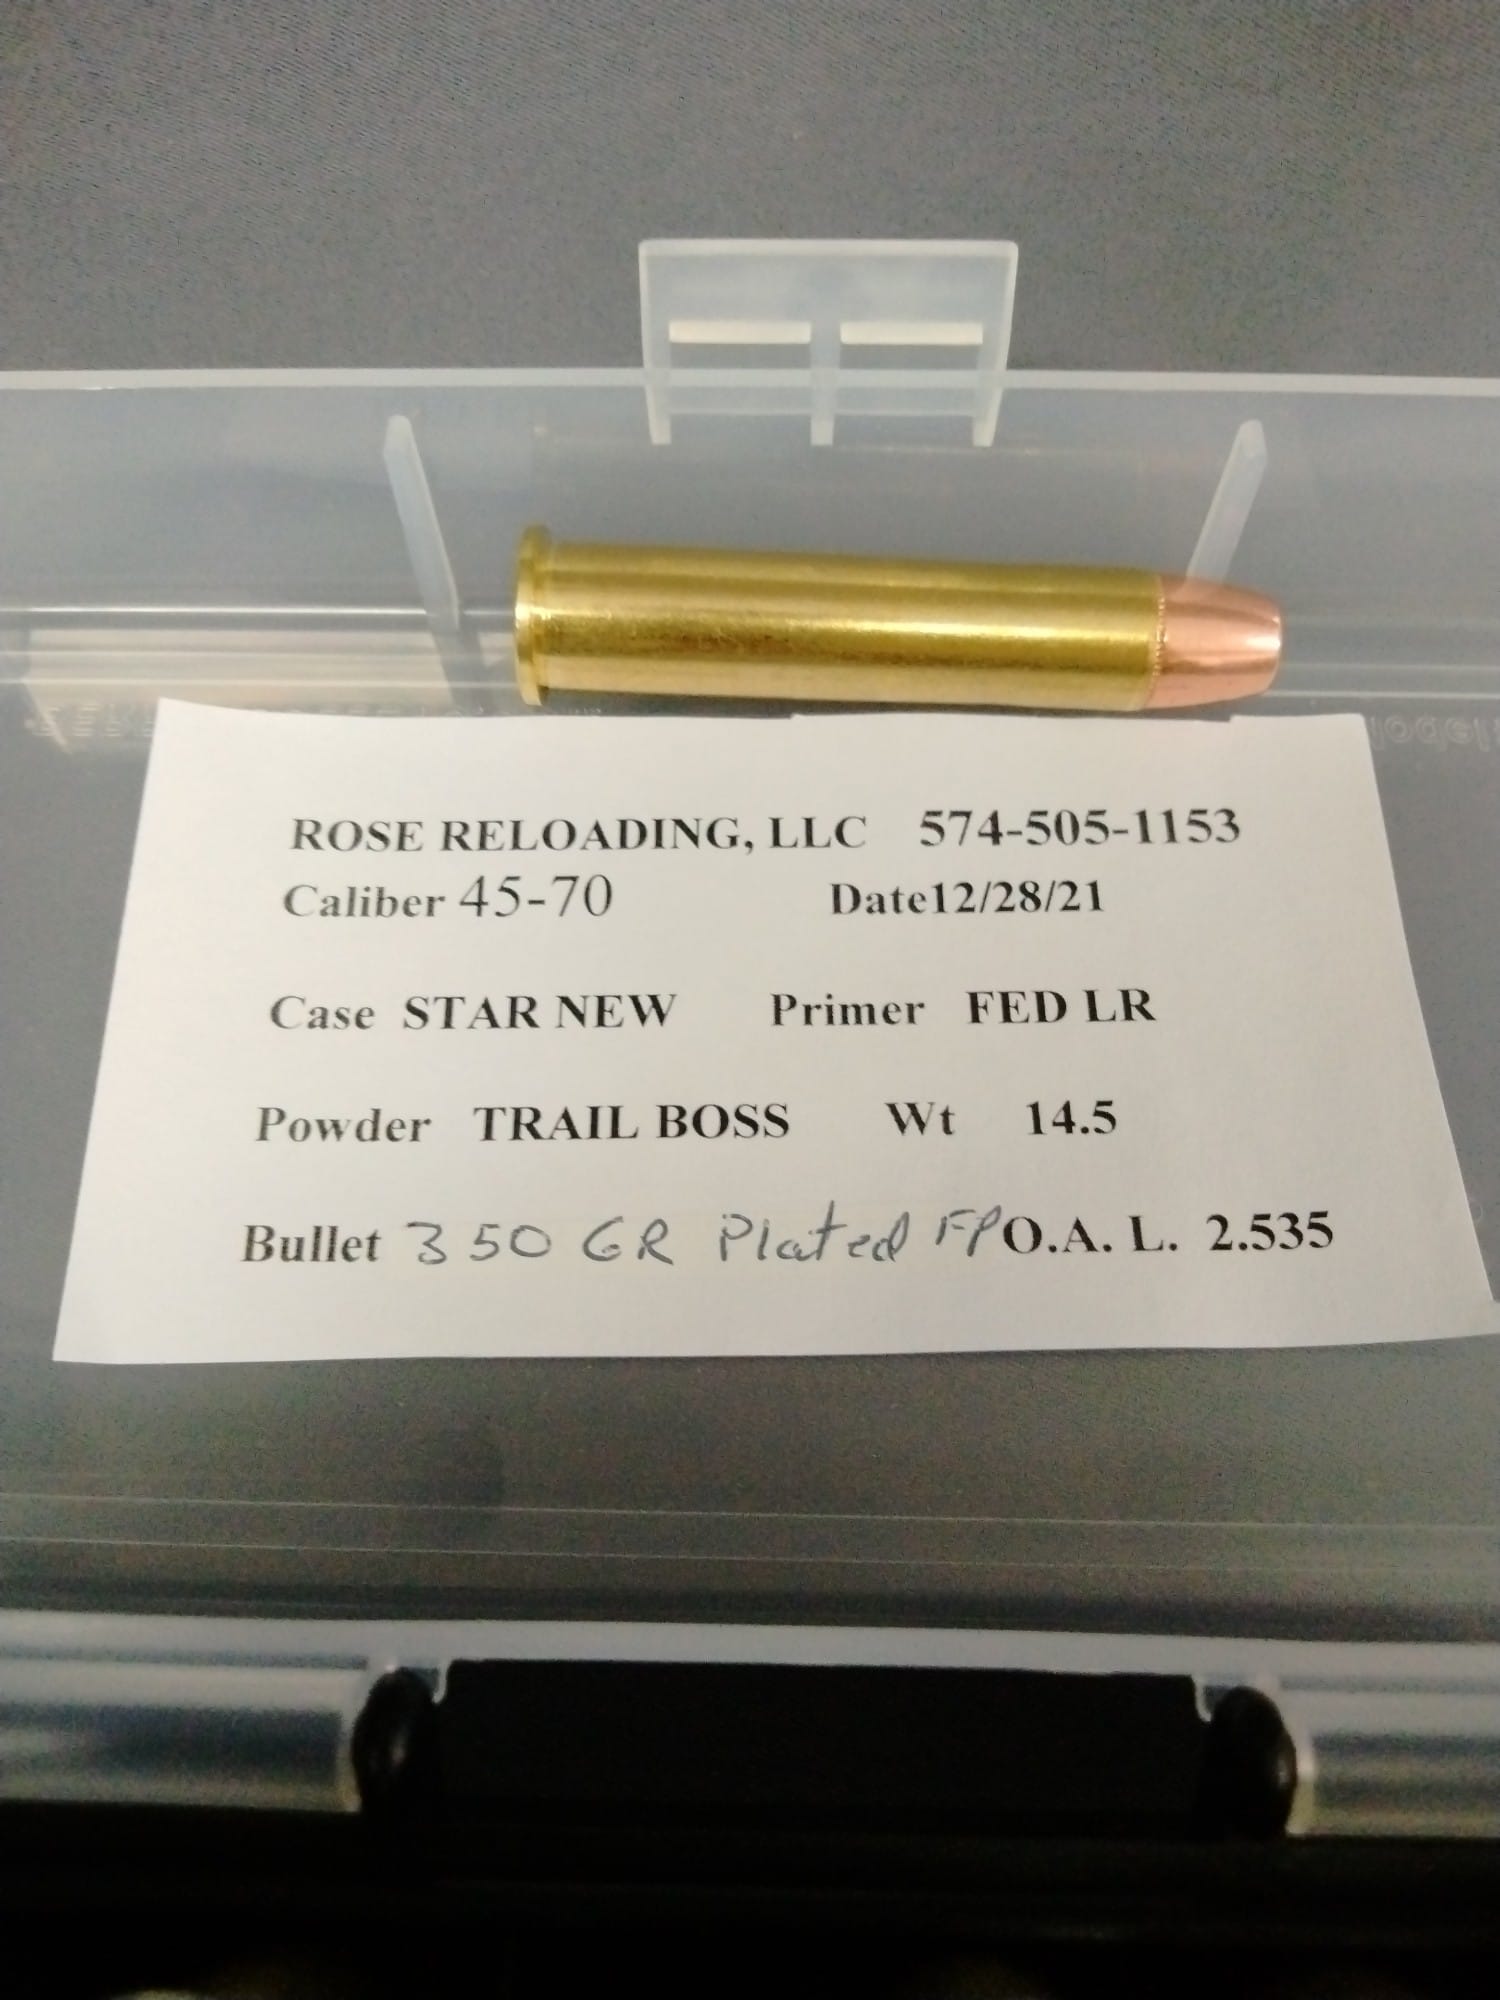 ROSE RELOADING, LLC 574-505-1153
Caliber 45-70 Date12/28/21
Case STAR NEW Primer FED LR
Powder TRAIL BOSS Wt 14.5
Bullet 350 GR Plated FP O.A. L. 2.535